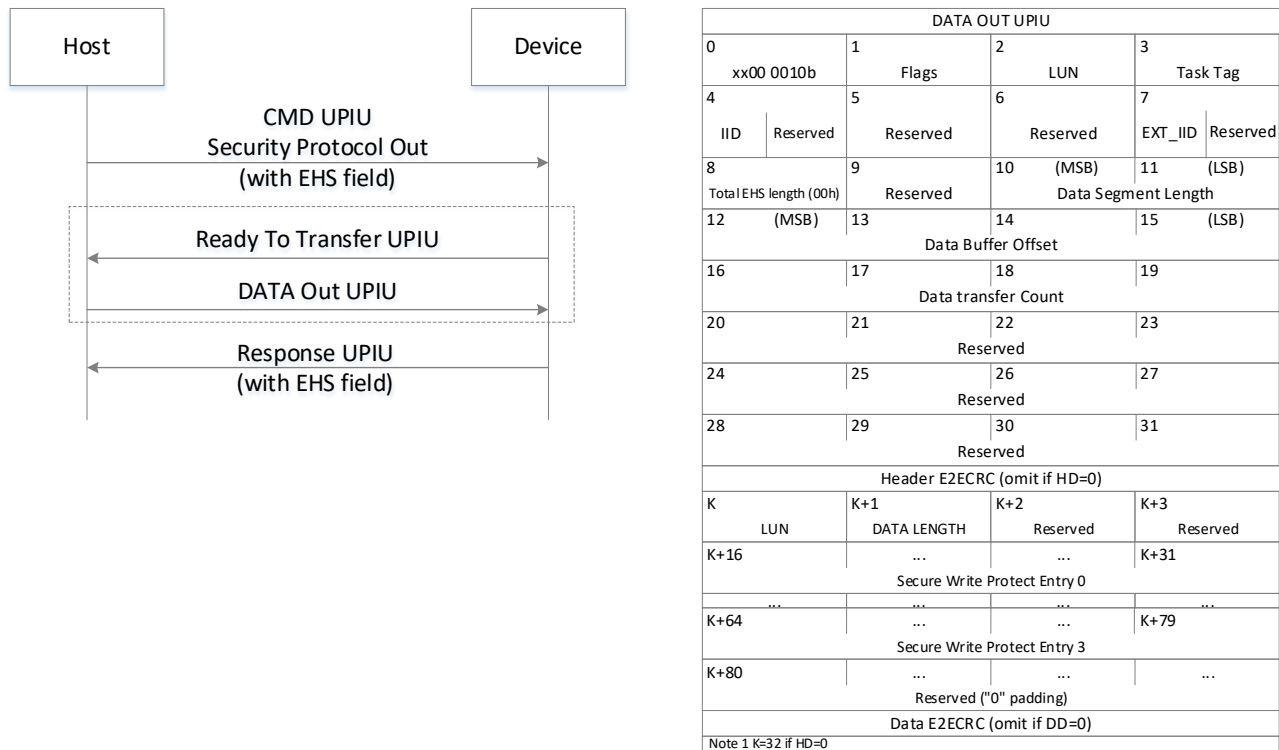 Host
Device
CMD UPIU
Security Protocol Out
(with EHS field)
Ready To Transfer UPIU
DATA Out UPIU
Response UPIU
(with EHS field)
DATA OUT UPIU
0 1 2 3
xx00 0010b Flags LUN Task Tag
4 5 6 7
IID Reserved Reserved Reserved EXT_IID Reserved
8 9 10 (MSB) 11 (LSB)
Total EHS length (00h) Reserved Data Segment Length
12 (MSB) 13 14 15 (LSB)
Data Buffer Offset
16 17 18 19
Data transfer Count
20 21 22 23
Reserved
24 25 26 27
Reserved
28 29 30 31
Reserved
Header E2ECRC (omit if HD=0)
K K+1 K+2 K+3
LUN DATA LENGTH Reserved Reserved
K+16 ... ... K+31
Secure Write Protect Entry 0
... ... ... ...
K+64 ... ... K+79
Secure Write Protect Entry 3
K+80 ... ... ...
Reserved ("0" padding)
Data E2ECRC (omit if DD=0)
Note 1 K=32 if HD=0